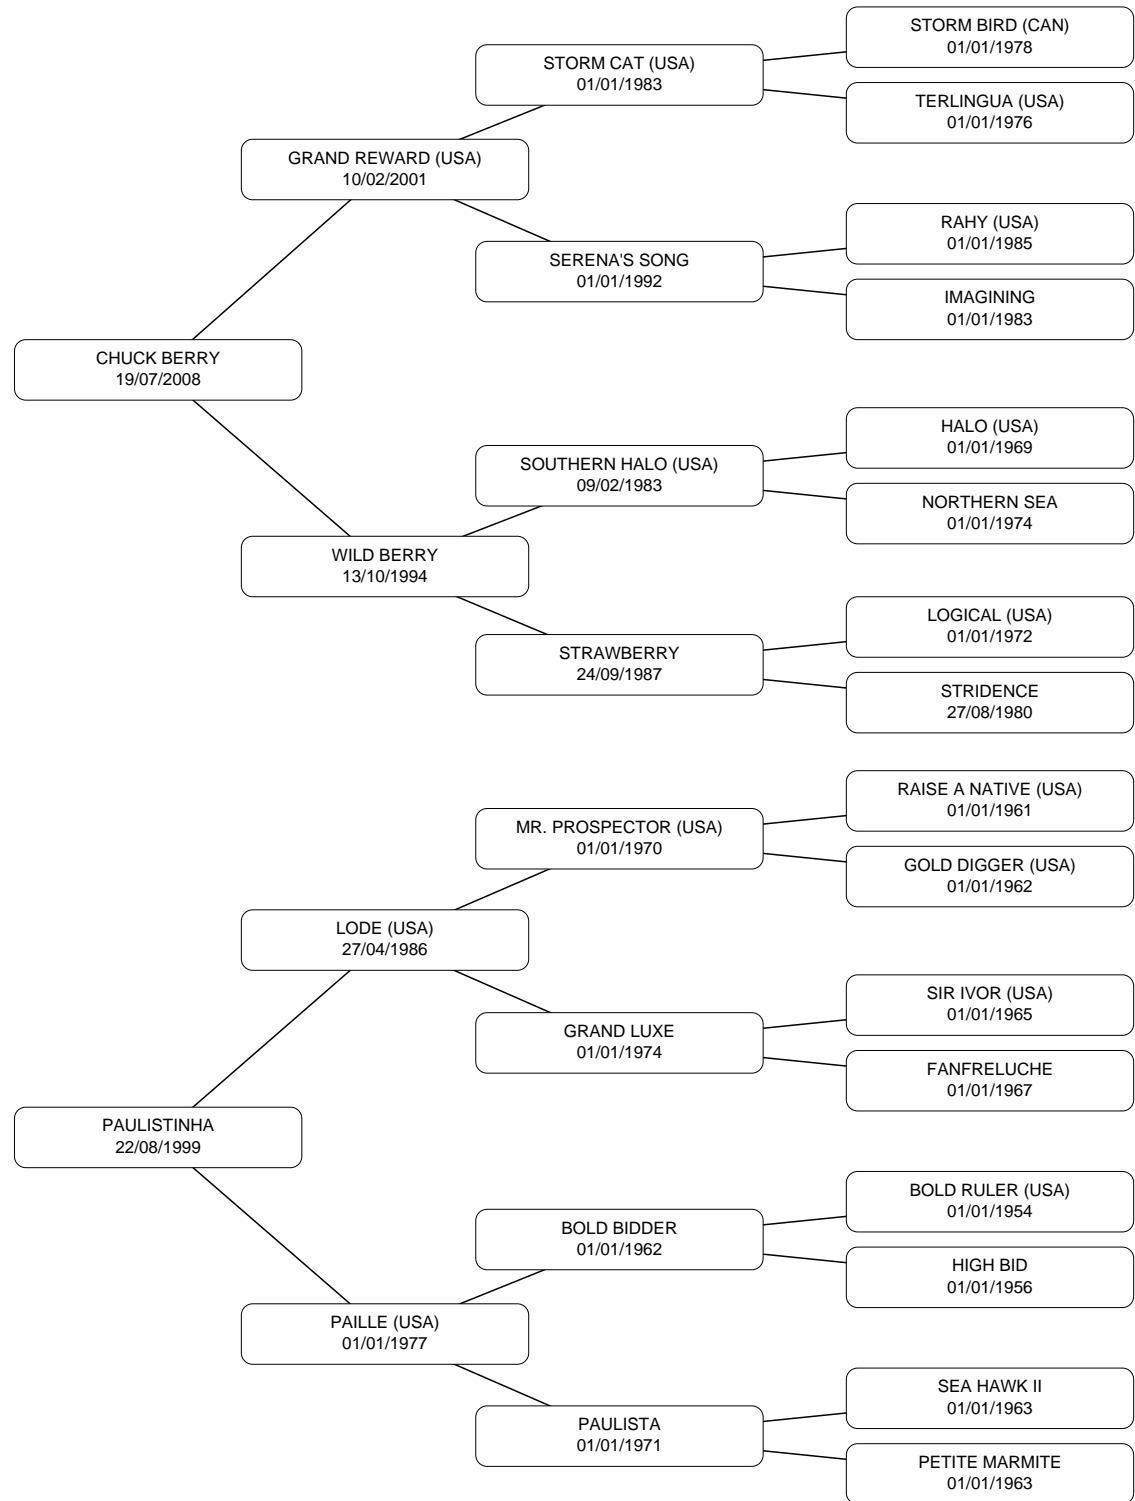 STORM BIRD (CAN)
01/01/1978
STORM CAT (USA)
01/01/1983
TERLINGUA (USA)
01/01/1976
GRAND REWARD (USA)
10/02/2001
RAHY (USA)
01/01/1985
SERENA'S SONG
01/01/1992
IMAGINING
01/01/1983
CHUCK BERRY
19/07/2008
HALO (USA)
01/01/1969
SOUTHERN HALO (USA)
09/02/1983
NORTHERN SEA
01/01/1974
WILD BERRY
13/10/1994
LOGICAL (USA)
01/01/1972
STRAWBERRY
24/09/1987
STRIDENCE
27/08/1980
RAISE A NATIVE (USA)
01/01/1961
MR. PROSPECTOR (USA)
01/01/1970
GOLD DIGGER (USA)
01/01/1962
LODE (USA)
27/04/1986
SIR IVOR (USA)
01/01/1965
GRAND LUXE
01/01/1974
FANFRELUCHE
01/01/1967
PAULISTINHA
22/08/1999
BOLD RULER (USA)
01/01/1954
BOLD BIDDER
01/01/1962
HIGH BID
01/01/1956
PAILLE (USA)
01/01/1977
SEA HAWK II
01/01/1963
PAULISTA
01/01/1971
PETITE MARMITE
01/01/1963